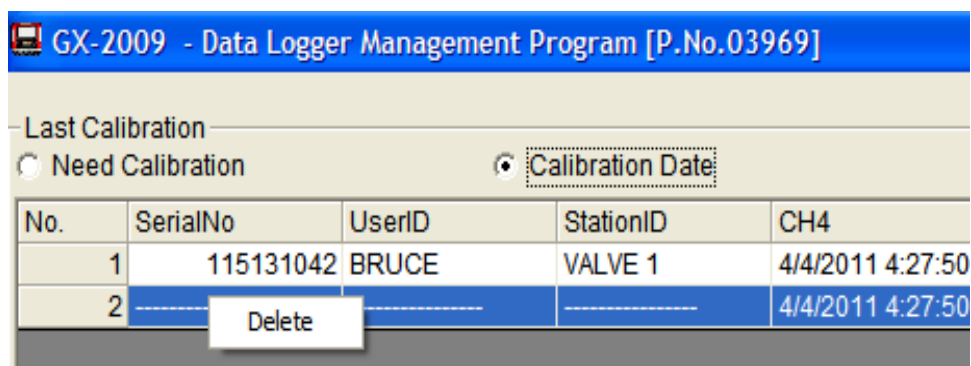 GX-2009 - Data Logger Management Program [P.No.03969]
Last Calibration
Need Calibration Calibration Date
No. SerialNo UserID StationID CH4
1 115131042 BRUCE VALVE 1 4/4/2011 4:27:50
2 ---------- --------------- ---------------- 4/4/2011 4:27:50
Delete